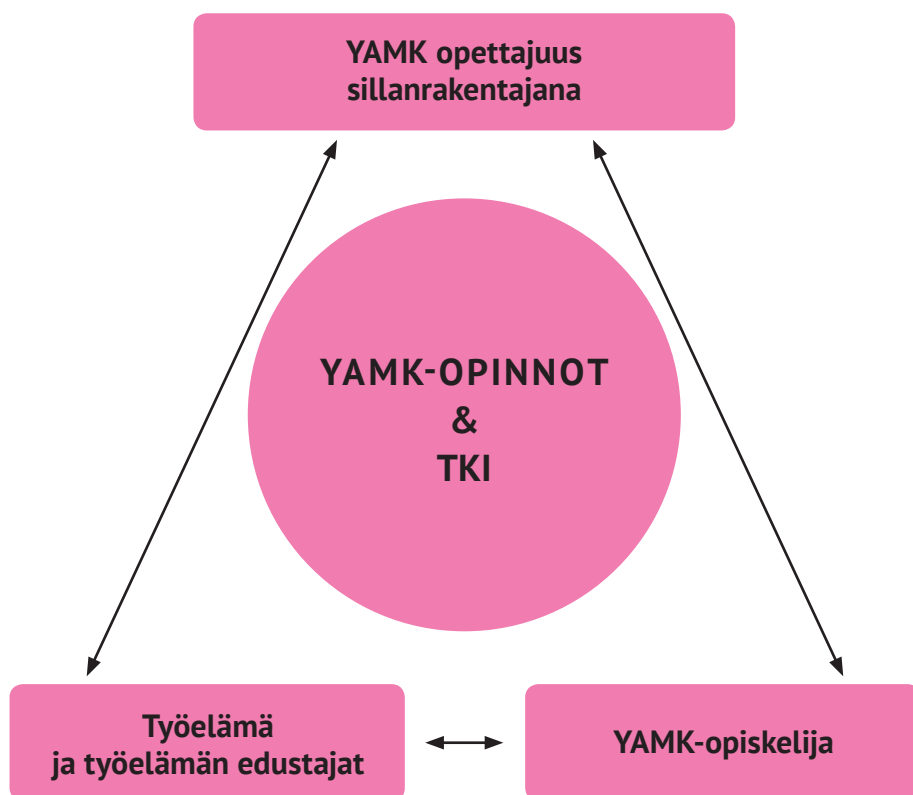 YAMK opettajuus
sillanrakentajana
YAMK-OPINNOT
&
TKI
Työelämä
ja työelämän edustajat
YAMK-opiskelija